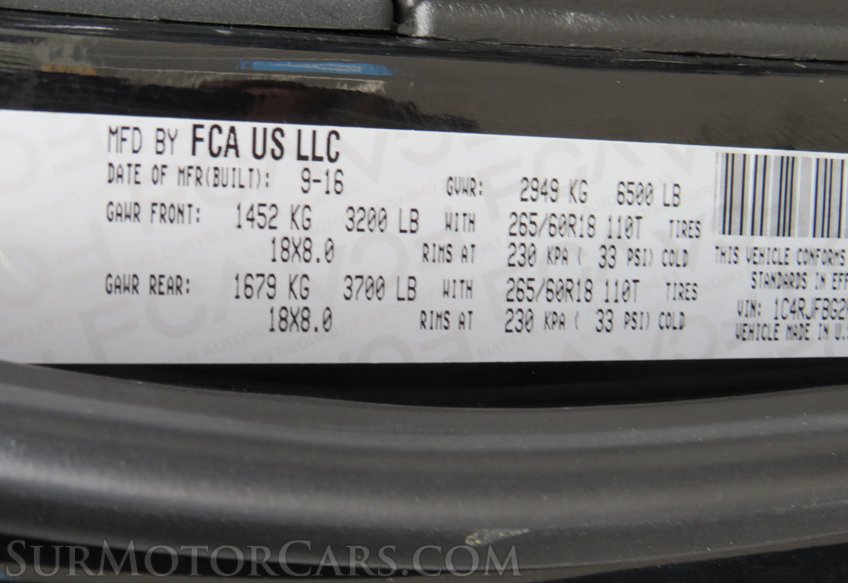 MFD BY FCA US LLC
DATE OF MFR(BUILT): 9-16 GVWR: 2949 KG 6500 LB
GAWR FRONT: 1452 KG 3200 LB WITH 265/60R18 110T TIRES
18X8.0 RIMS AT 230 KPA ( 33 PSI) COLD
GAWR REAR: 1679 KG 3700 LB WITH 265/60R18 110T TIRES
18X8.0 RIMS AT 230 KPA ( 33 PSI) COLD
THIS VEHICLE CONFORMS
STANDARDS IN EFF
VIN: 1C4RJFBG2
VEHICLE MADE IN U.S
SurMotorCars.com